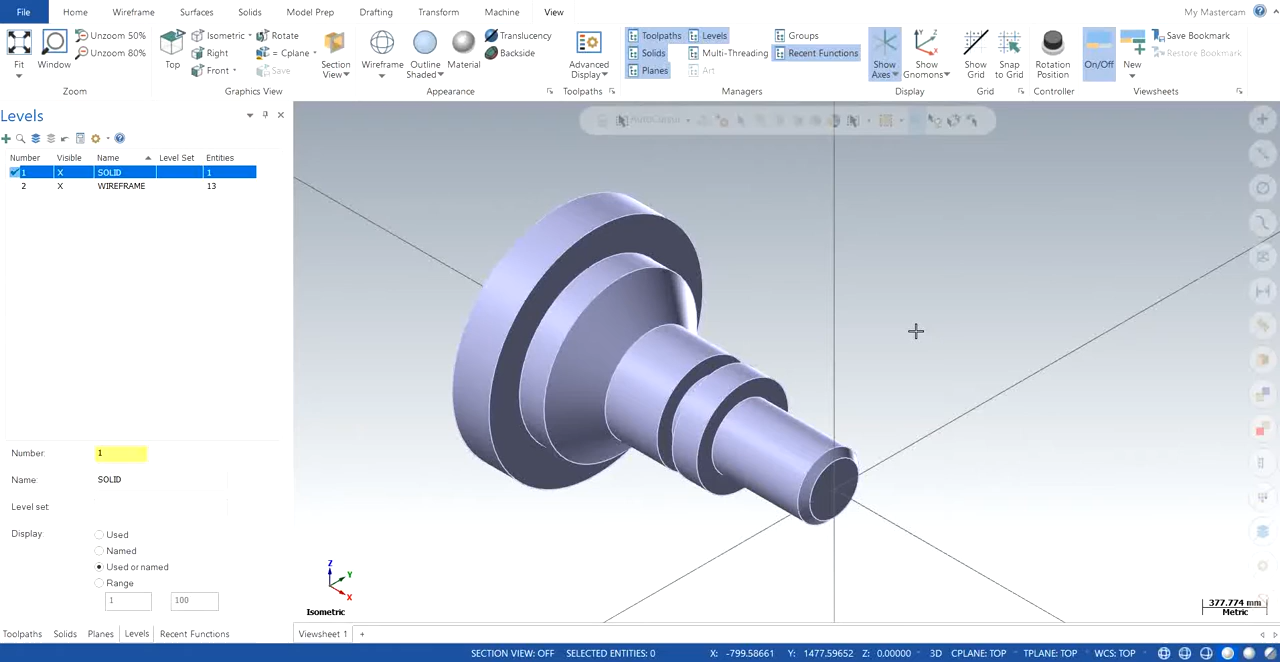 File Home Wireframe Surfaces Solids Model Prep Drafting Transform Machine View My Mastercam
Unzoom 50% Isometric Rotate Translucency Toolpaths Levels Groups Save Bookmark
Unzoom 80% Right = Cplane Backside Solids Multi-Threading Recent Functions Restore Bookmark
Front Save Planes Art
Fit Window Top Section View Wireframe Outline Shaded Material Advanced Display Show Axes Show Gnomons Show Grid Snap to Grid Rotation Position On/Off New
Zoom Graphics View Appearance Toolpaths Managers Display Grid Controller Viewsheets
Levels
AutoCursor
Number Visible Name Level Set Entities
1 X SOLID 1
2 X WIREFRAME 13
Number: 1
Name: SOLID
Level set
Display: Used
Named
Used or named
Range
1 100
Z
Y
X
Isometric
377.774 mm
Metric
Toolpaths Solids Planes Levels Recent Functions Viewsheet 1 +
SECTION VIEW: OFF SELECTED ENTITIES: 0 X: -799.58661 Y: 1477.59652 Z: 0.00000 3D CPLANE: TOP TPLANE: TOP WCS: TOP